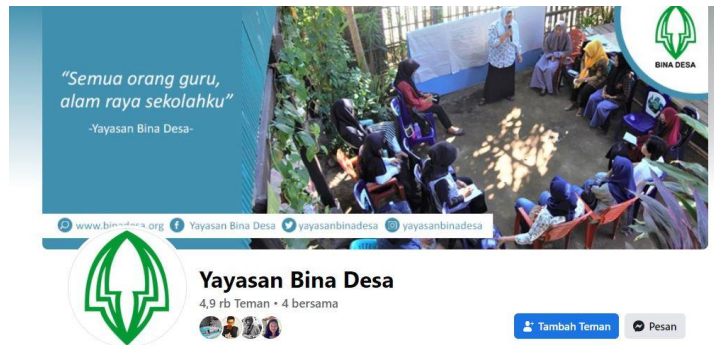 “Semua orang guru,
alam raya sekolahku”
-Yayasan Bina Desa-
BINA DESA
www.binadesa.org Yayasan Bina Desa yayasanbinadesa yayasanbinadesa
Yayasan Bina Desa
4,9 rb Teman • 4 bersama
Tambah Teman Pesan